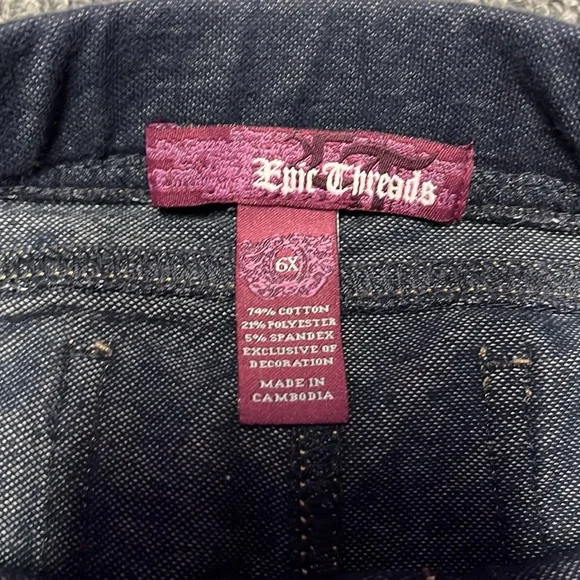 Epic Threads
6X
74% COTTON
21% POLYESTER
5% SPANDEX
EXCLUSIVE OF
DECORATION
MADE IN
CAMBODIA